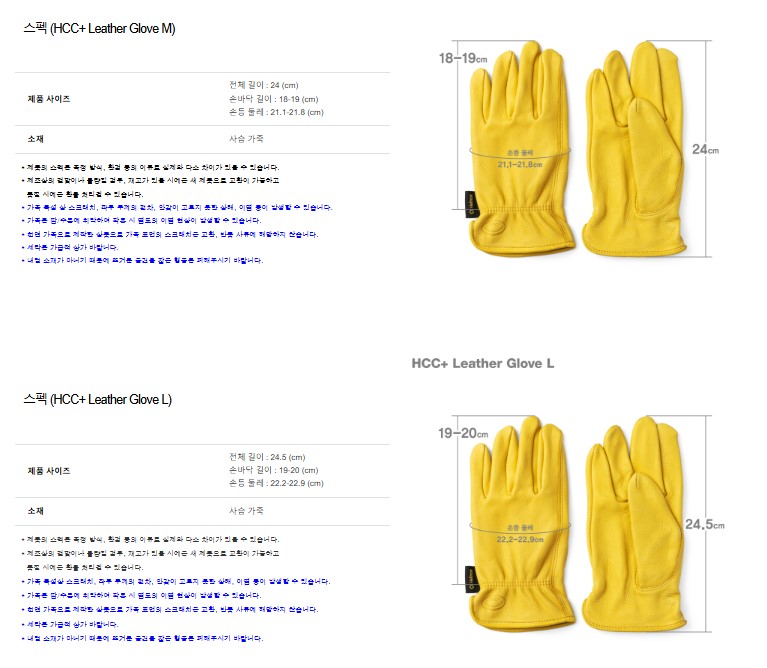 스펙 (HCC+ Leather Glove M)
제품 사이즈
전체 길이 : 24 (cm)
손바닥 길이 : 18-19 (cm)
손등 둘레 : 21.1-21.8 (cm)
소재
사슴 가죽
• 제품의 스펙은 측정 방식, 환경 등의 이유로 실제와 다소 차이가 있을 수 있습니다.
• 제조상의 결함이나 불량일 경우, 재고가 있을 시에는 새 제품으로 교환이 가능하고
품절 시에는 환불 처리될 수 있습니다.
• 가죽 특성상 스크래치, 좌우 두께의 편차, 안감이 고르지 못한 상태, 이염 등이 발생할 수 있습니다.
• 가죽은 땀/수분에 취약하여 착용 시 염료의 이염 현상이 발생할 수 있습니다.
• 천연 가죽으로 제작한 상품으로 가죽 표면의 스크래치는 교환, 반품 사유에 해당하지 않습니다.
• 세탁은 가급적 삼가 바랍니다.
• 내열 소재가 아니기 때문에 뜨거운 물건을 잡는 행동은 피해주시기 바랍니다.
18-19cm
손등 둘레
21.1-21.8cm
24cm
HCC+ Leather Glove L
스펙 (HCC+ Leather Glove L)
제품 사이즈
전체 길이 : 24.5 (cm)
손바닥 길이 : 19-20 (cm)
손등 둘레 : 22.2-22.9 (cm)
소재
사슴 가죽
• 제품의 스펙은 측정 방식, 환경 등의 이유로 실제와 다소 차이가 있을 수 있습니다.
• 제조상의 결함이나 불량일 경우, 재고가 있을 시에는 새 제품으로 교환이 가능하고
품절 시에는 환불 처리될 수 있습니다.
• 가죽 특성상 스크래치, 좌우 두께의 편차, 안감이 고르지 못한 상태, 이염 등이 발생할 수 있습니다.
• 가죽은 땀/수분에 취약하여 착용 시 염료의 이염 현상이 발생할 수 있습니다.
• 천연 가죽으로 제작한 상품으로 가죽 표면의 스크래치는 교환, 반품 사유에 해당하지 않습니다.
• 세탁은 가급적 삼가 바랍니다.
• 내열 소재가 아니기 때문에 뜨거운 물건을 잡는 행동은 피해주시기 바랍니다.
19-20cm
손등 둘레
22.2-22.9cm
24.5cm